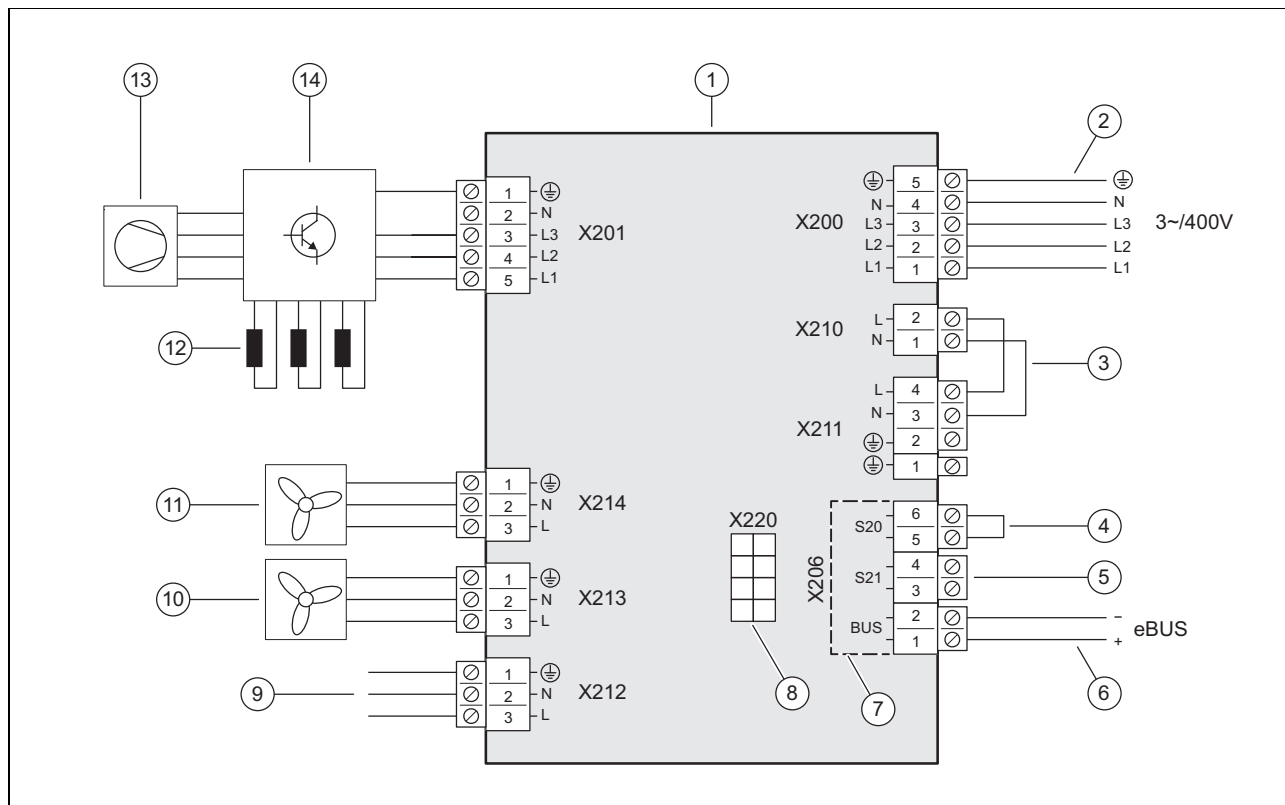 13
14
1
2
1
2 N
3 L3
4 L2
5 L1
X201
X200
5
N 4
L3 3
L2 2
L1 1
N
L3
L2
L1
3~/400V
12
X210
L 2
N 1
3
X211
L 4
N 3
2
1
11
1
2 N
3 L
X214
10
1
2 N
3 L
X213
9
1
2 N
3 L
X212
X220
8
X206
7
S20
6
5
4
S21
4
3
5
BUS
2
1
−
+
eBUS
6